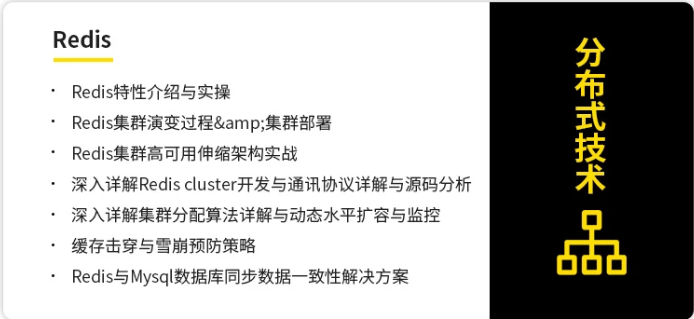 Redis
· Redis特性介绍与实操
· Redis集群演变过程&amp;集群部署
· Redis集群高可用伸缩架构实战
· 深入详解Redis cluster开发与通讯协议详解与源码分析
· 深入详解集群分配算法详解与动态水平扩容与监控
· 缓存击穿与雪崩预防策略
· Redis与Mysql数据库同步数据一致性解决方案
分布式技术